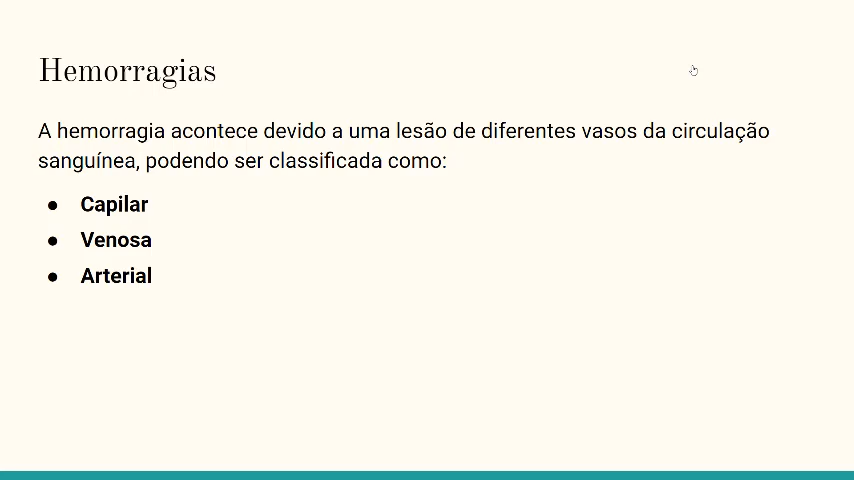 Hemorragias
A hemorragia acontece devido a uma lesão de diferentes vasos da circulação
sanguínea, podendo ser classificada como:
● Capilar
● Venosa
● Arterial